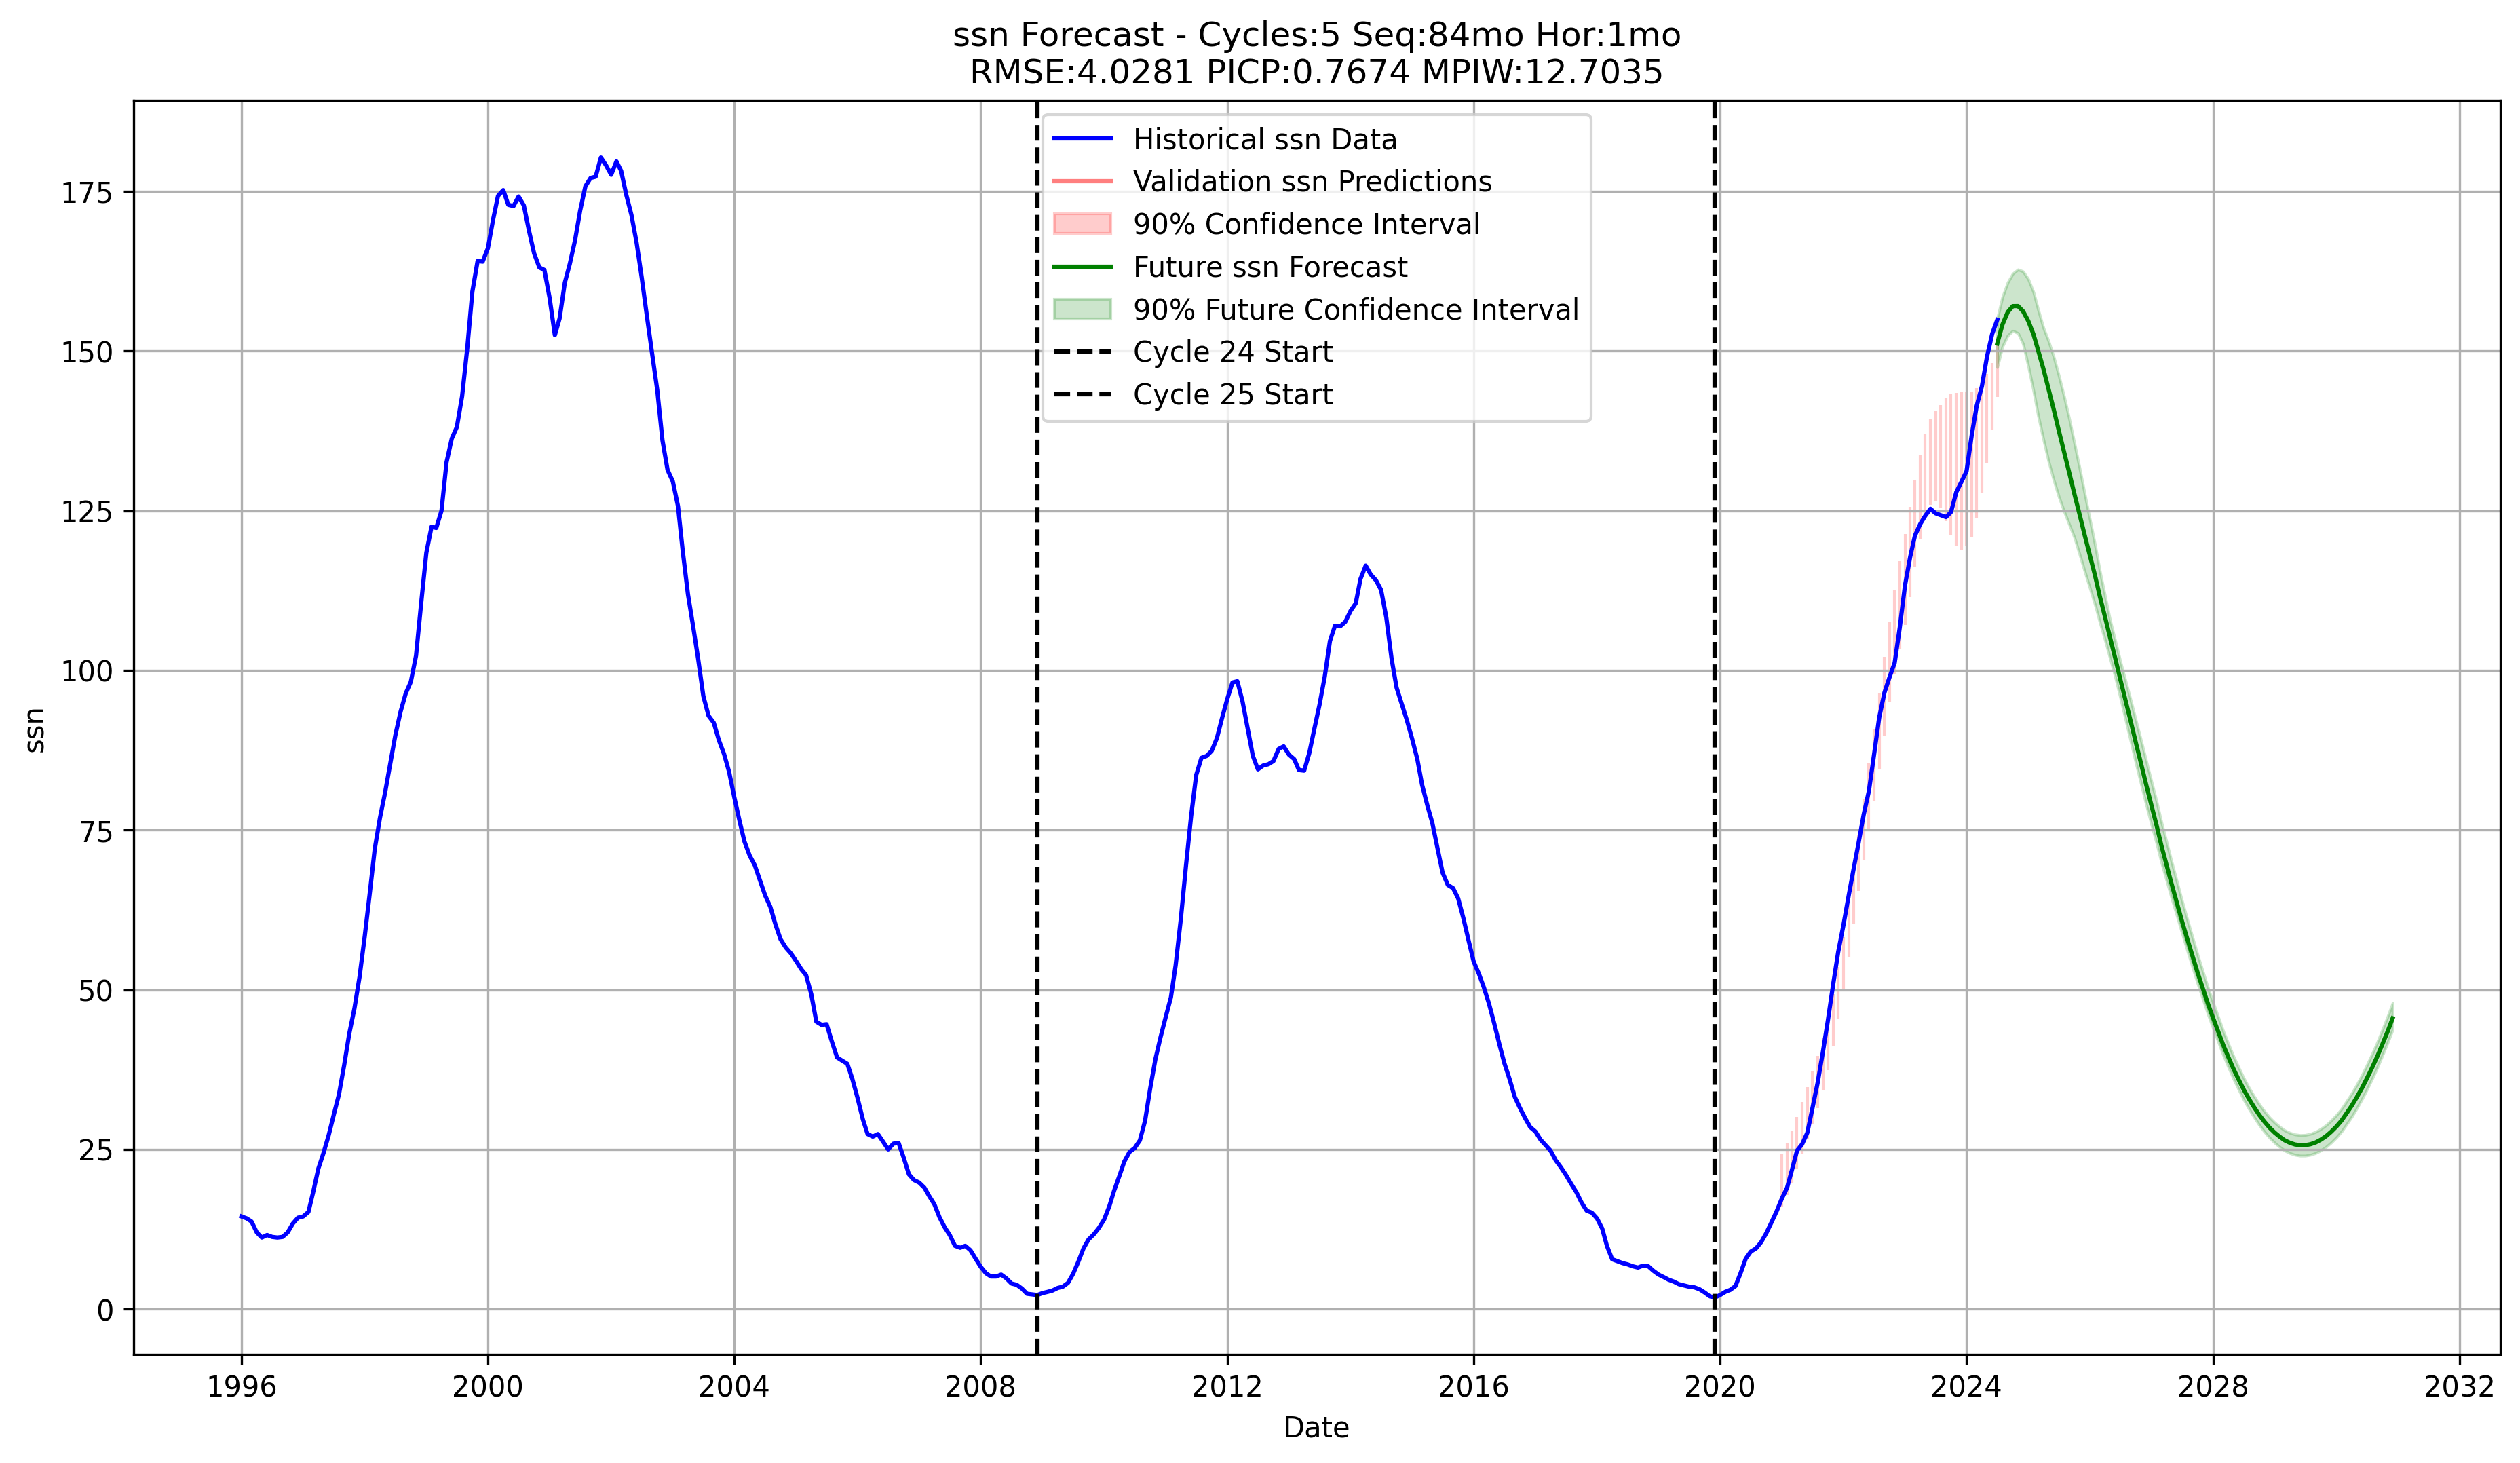 ssn Forecast - Cycles:5 Seq:84mo Hor:1mo
RMSE:4.0281 PICP:0.7674 MPIW:12.7035
Historical ssn Data
Validation ssn Predictions
90% Confidence Interval
Future ssn Forecast
90% Future Confidence Interval
Cycle 24 Start
Cycle 25 Start
175
150
125
100
75
50
25
0
ssn
1996 2000 2004 2008 2012 2016 2020 2024 2028 2032
Date